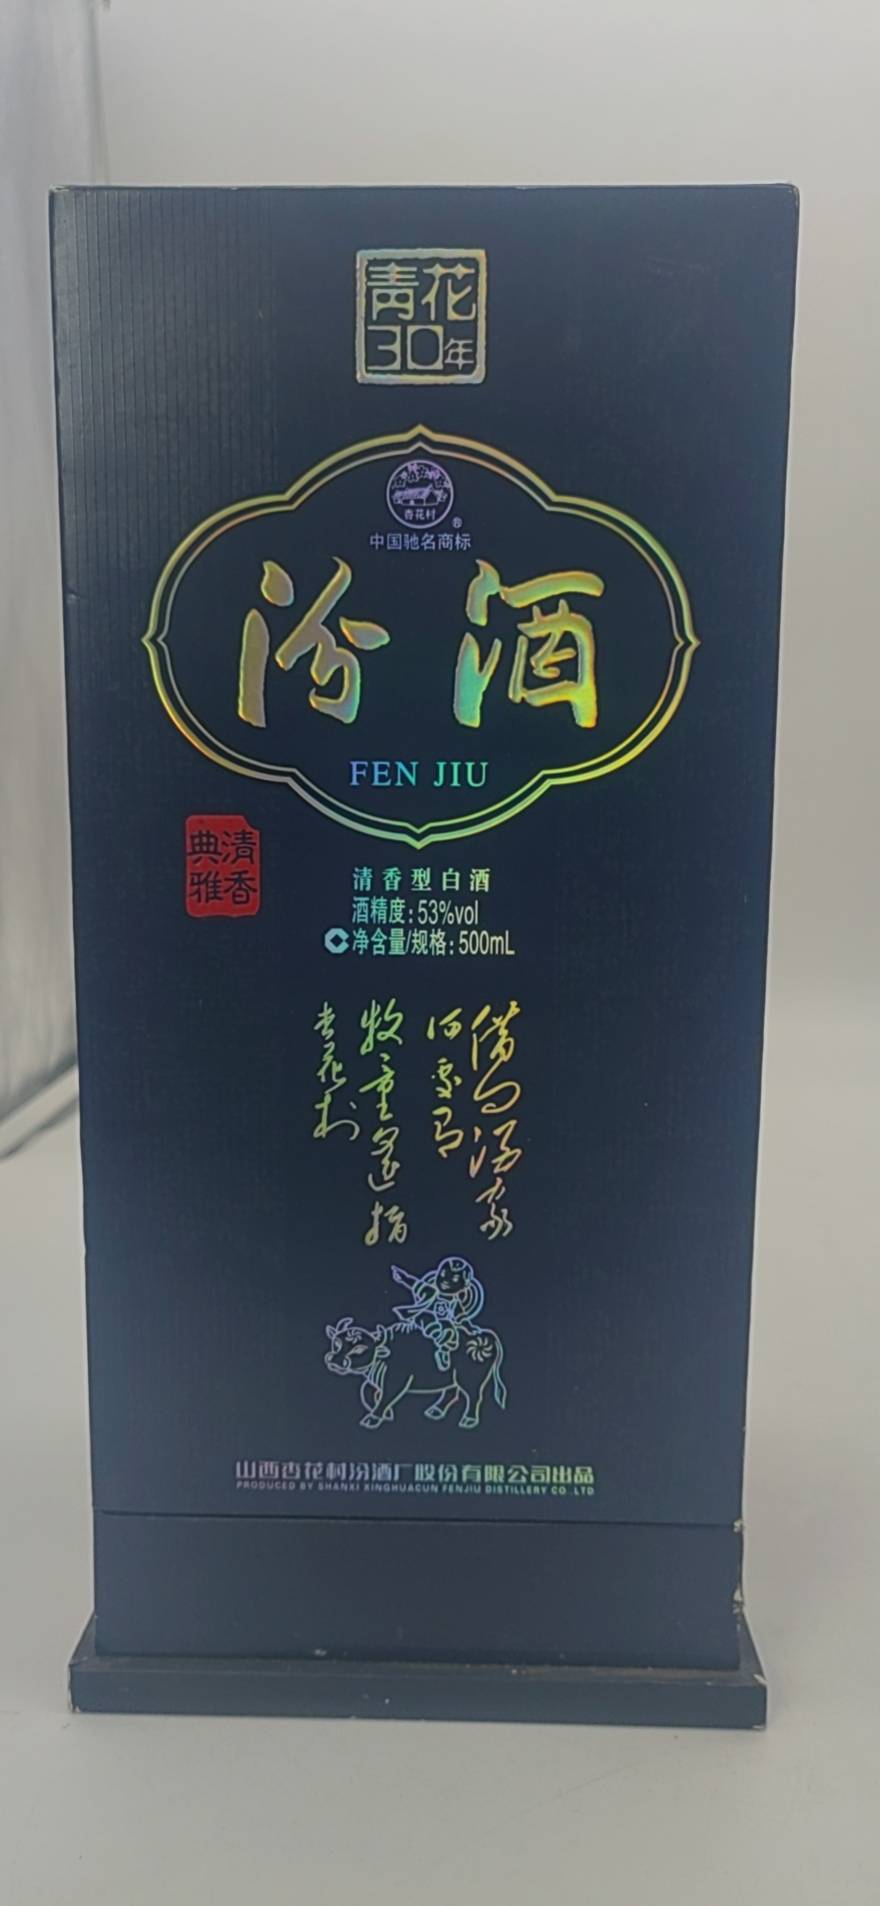 青花
30年
杏花村
®
中国驰名商标
汾酒
FEN JIU
清香
典雅
清香型白酒
酒精度:53%vol
净含量/规格:500mL
借问酒家
何处有
牧童遥指
杏花村
山西杏花村汾酒厂股份有限公司出品
PRODUCED BY SHANXI XINGHUACUN FENJIU DISTILLERY CO.,LTD